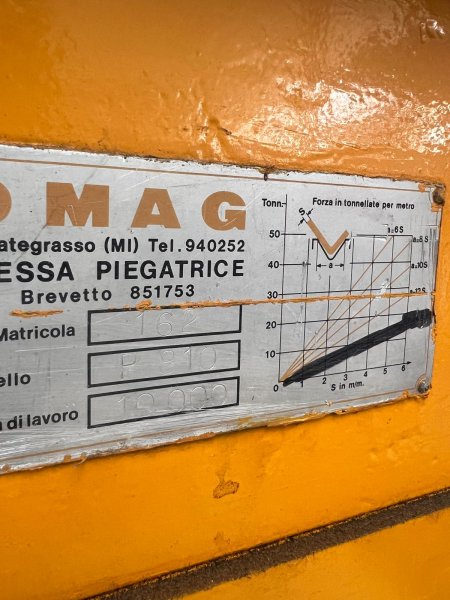 OMAG
ategrasso (MI) Tel. 940252
ESSA PIEGATRICE
Brevetto 851753
Matricola 162
ello P 810
di lavoro 10.000
Tonn. Forza in tonnellate per metro
S
50 a=6S
a=8S
40 a=10S
a
30 a=12S
20
10
0 1 2 3 4 5 6
S in m/m.